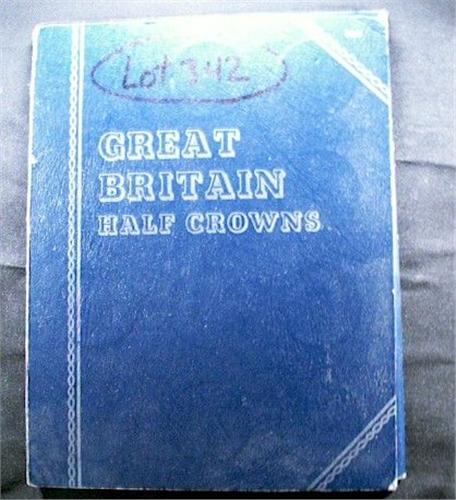 Lot 342
GREAT
BRITAIN
HALF CROWNS